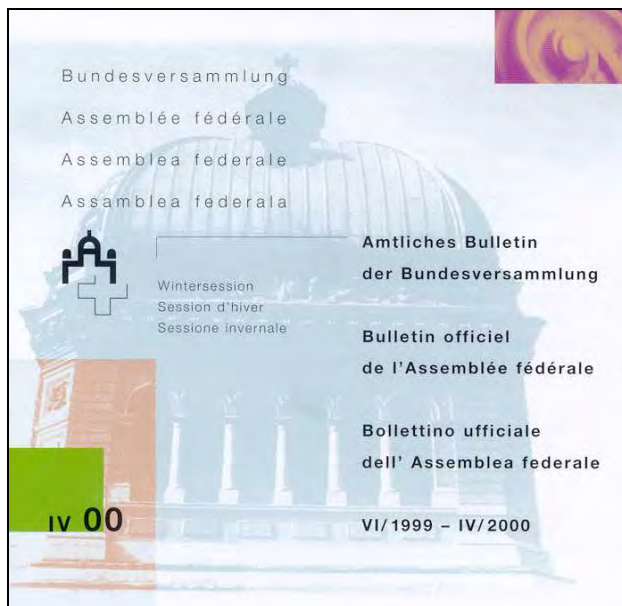 Bundesversammlung
Assemblée fédérale
Assemblea federale
Assamblea federala
Wintersession
Session d'hiver
Sessione invernale
Amtliches Bulletin
der Bundesversammlung
Bulletin officiel
de l'Assemblée fédérale
Bollettino ufficiale
dell' Assemblea federale
IV 00
VI/1999 – IV/2000